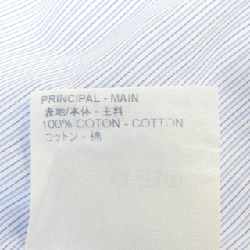 PRINCIPAL - MAIN
表地/本体 - 主料
100% COTON - COTTON
コットン - 棉